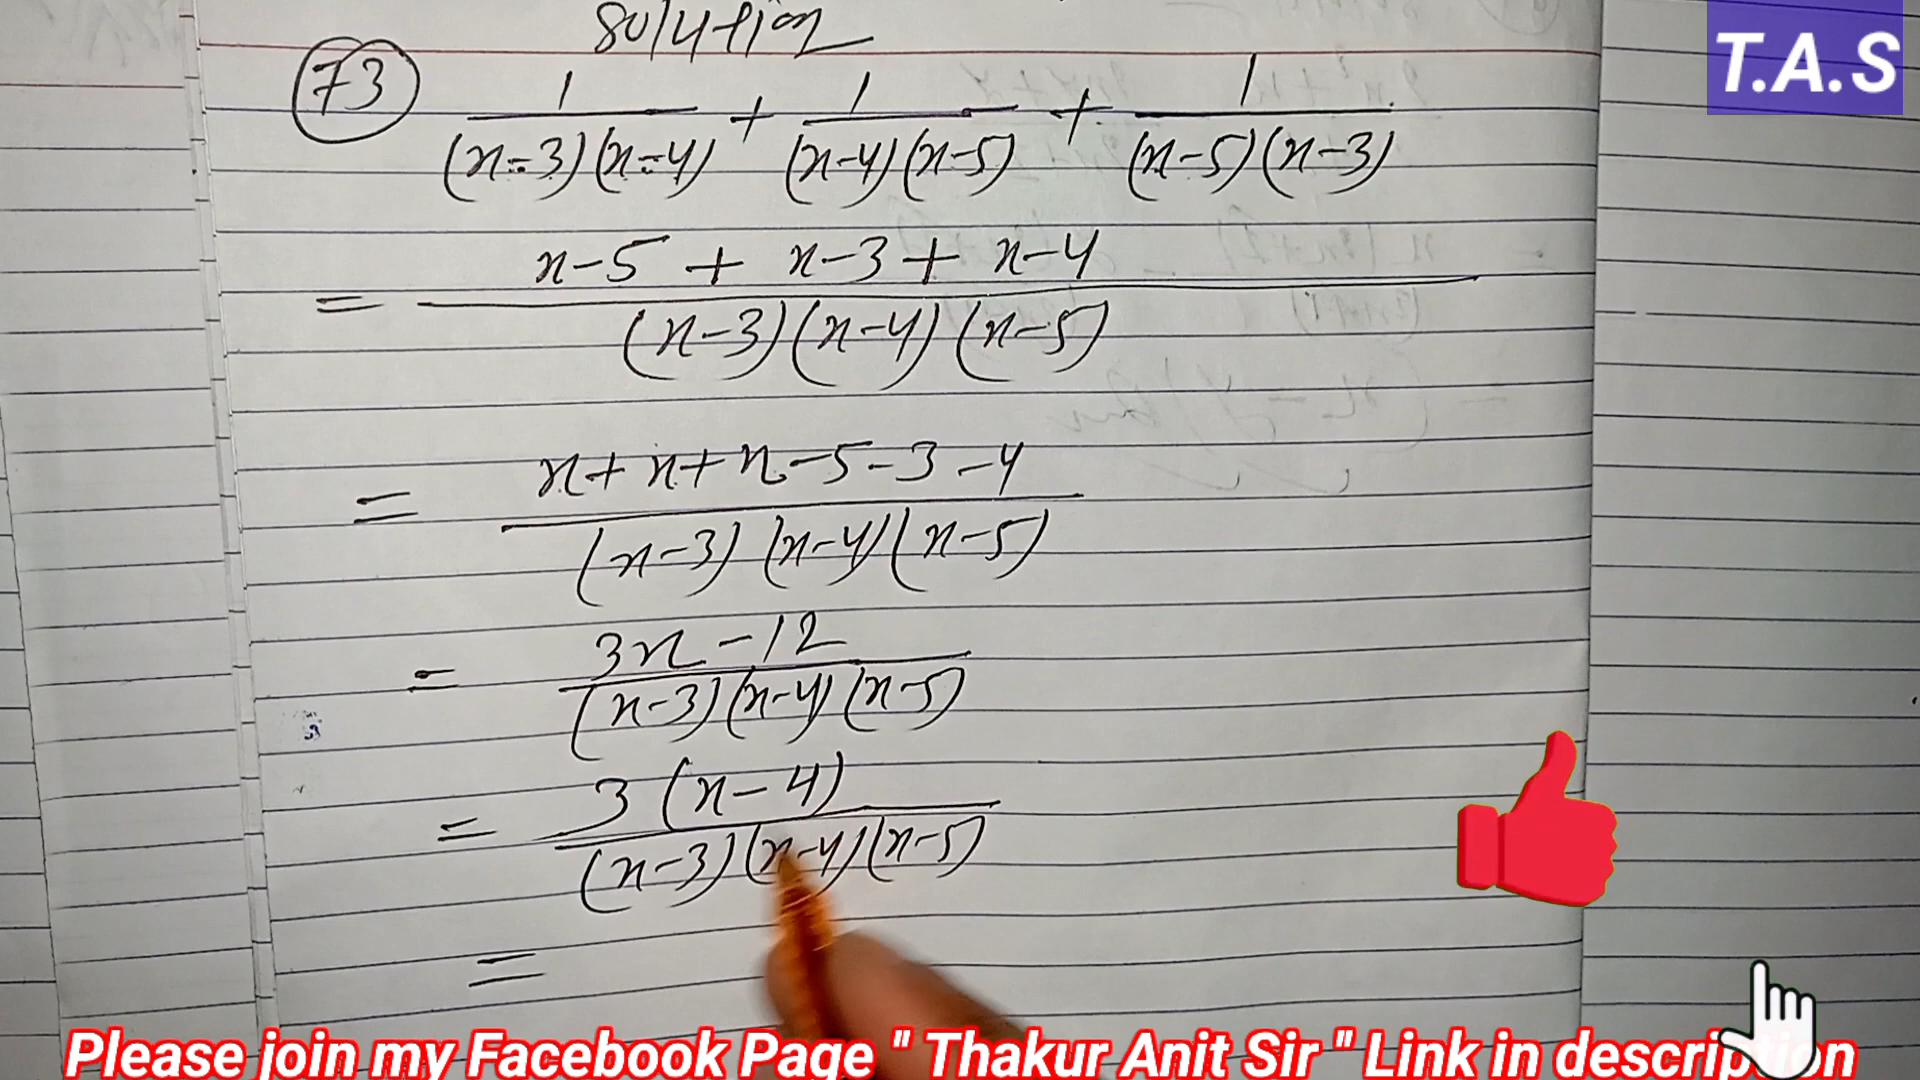 solution
T.A.S
73 1/(x-3)(x-4) + 1/(x-4)(x-5) + 1/(x-5)(x-3)
= x-5 + x-3 + x-4 / (x-3)(x-4)(x-5)
= x+x+x-5-3-4 / (x-3)(x-4)(x-5)
= 3x-12 / (x-3)(x-4)(x-5)
= 3(x-4) / (x-3)(x-4)(x-5)
=
Please join my Facebook Page " Thakur Anit Sir " Link in description